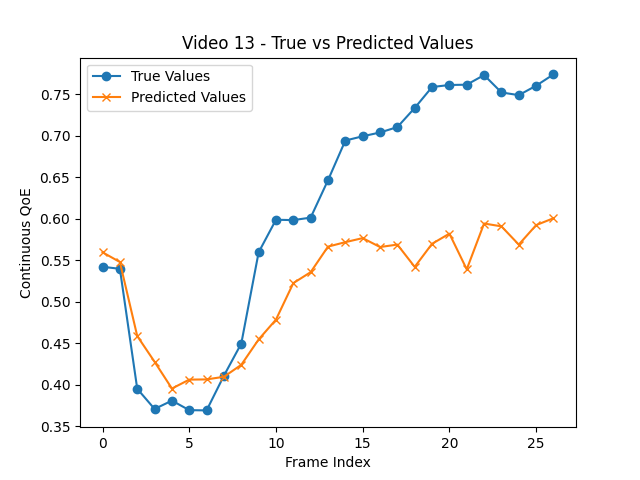 Video 13 - True vs Predicted Values
True Values
Predicted Values
Continuous QoE
0.75
0.70
0.65
0.60
0.55
0.50
0.45
0.40
0.35
0 5 10 15 20 25
Frame Index